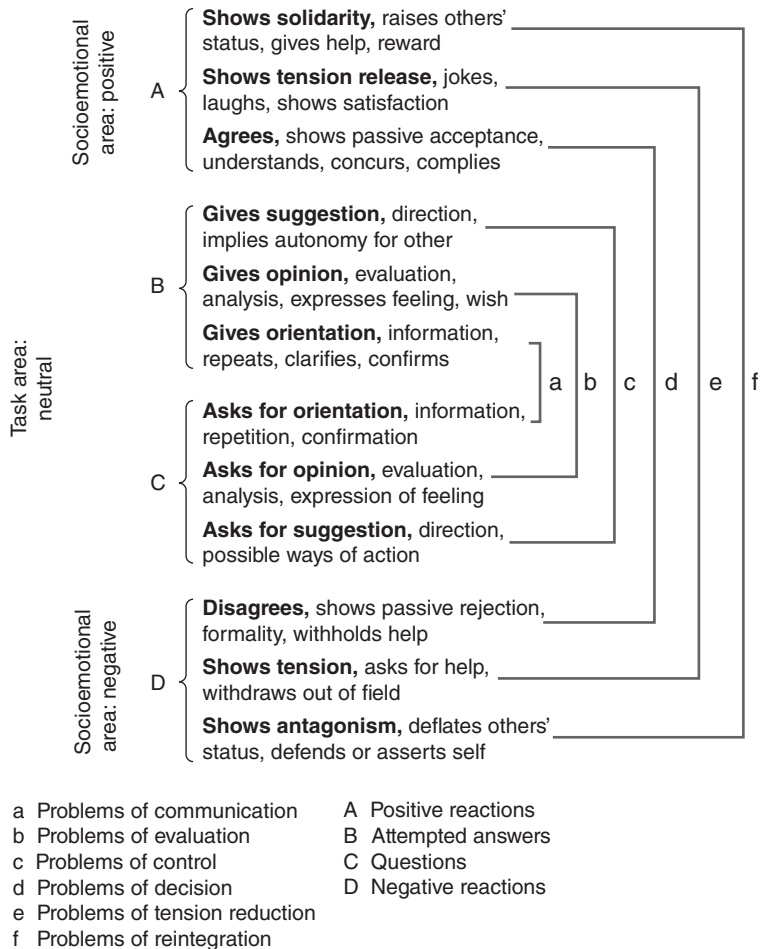 Socioemotional
area: positive
A
Shows solidarity, raises others’
status, gives help, reward
Shows tension release, jokes,
laughs, shows satisfaction
Agrees, shows passive acceptance,
understands, concurs, complies
Task area:
neutral
B
Gives suggestion, direction,
implies autonomy for other
Gives opinion, evaluation,
analysis, expresses feeling, wish
Gives orientation, information,
repeats, clarifies, confirms
a b c d e f
C
Asks for orientation, information,
repetition, confirmation
Asks for opinion, evaluation,
analysis, expression of feeling
Asks for suggestion, direction,
possible ways of action
Socioemotional
area: negative
D
Disagrees, shows passive rejection,
formality, withholds help
Shows tension, asks for help,
withdraws out of field
Shows antagonism, deflates others’
status, defends or asserts self
a Problems of communication
b Problems of evaluation
c Problems of control
d Problems of decision
e Problems of tension reduction
f Problems of reintegration
A Positive reactions
B Attempted answers
C Questions
D Negative reactions